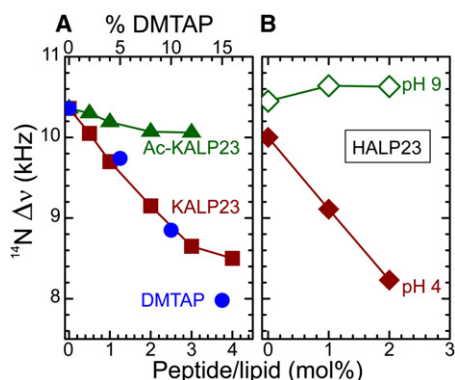 % DMTAP
A 0 5 10 15 B
11
10
9
8
¹⁴N Δν (kHz)
Ac-KALP23
KALP23
DMTAP
pH 9
HALP23
pH 4
0 1 2 3 4 0 1 2 3
Peptide/lipid (mol%)